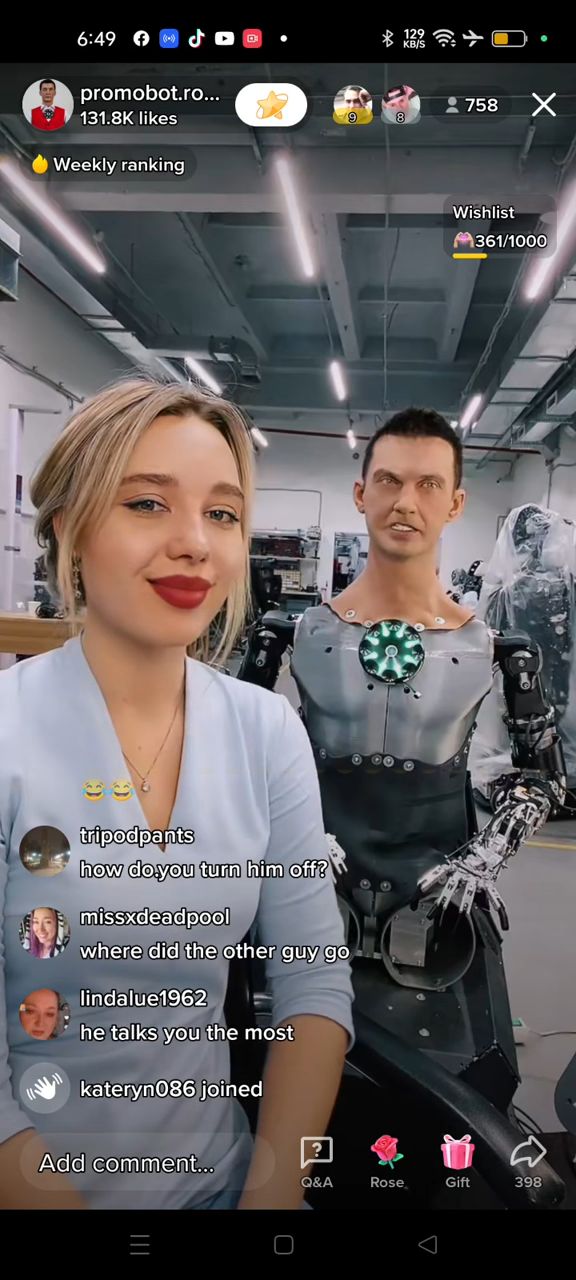 6:49
129
KB/S
promobot.ro...
131.8K likes
9
8
758
Weekly ranking
Wishlist
361/1000
tripodpants
how do.you turn him off?
missxdeadpool
where did the other guy go
lindalue1962
he talks you the most
kateryn086 joined
Add comment...
Q&A
Rose
Gift
398